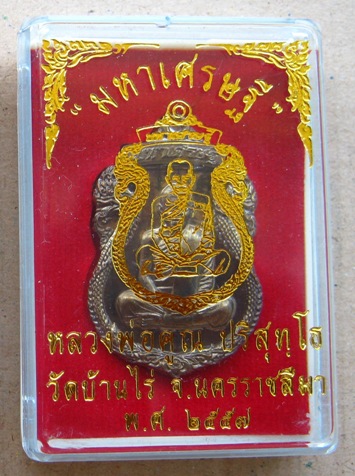 "มหาเศรษฐี"
หลวงพ่อคูณ ปริสุทฺโธ
วัดบ้านไร่ จ.นครราชสีมา
พ.ศ. ๒๕๕๗